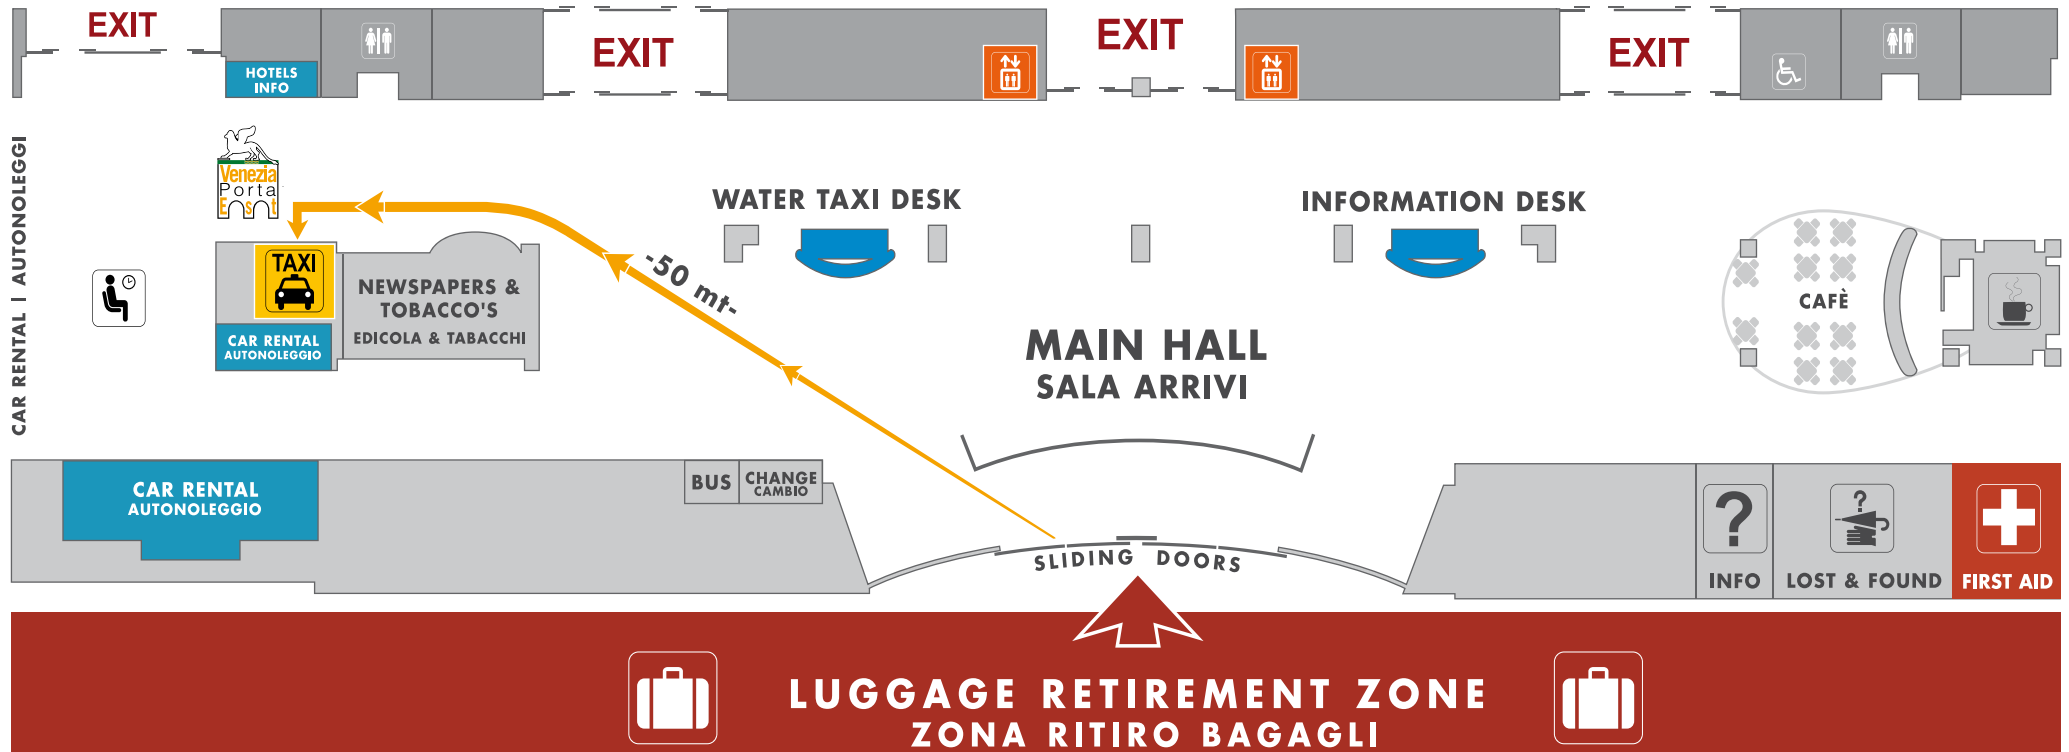 EXIT
EXIT
EXIT
EXIT
HOTELS
INFO
CAR RENTAL | AUTONOLEGGI
Venezia
Porta
Est
WATER TAXI DESK
INFORMATION DESK
TAXI
NEWSPAPERS &
TOBACCO'S
EDICOLA & TABACCHI
CAR RENTAL
AUTONOLEGGIO
-50 mt-
CAFÈ
MAIN HALL
SALA ARRIVI
CAR RENTAL
AUTONOLEGGIO
BUS
CHANGE
CAMBIO
SLIDING DOORS
?
?
INFO
LOST & FOUND
FIRST AID
LUGGAGE RETIREMENT ZONE
ZONA RITIRO BAGAGLI